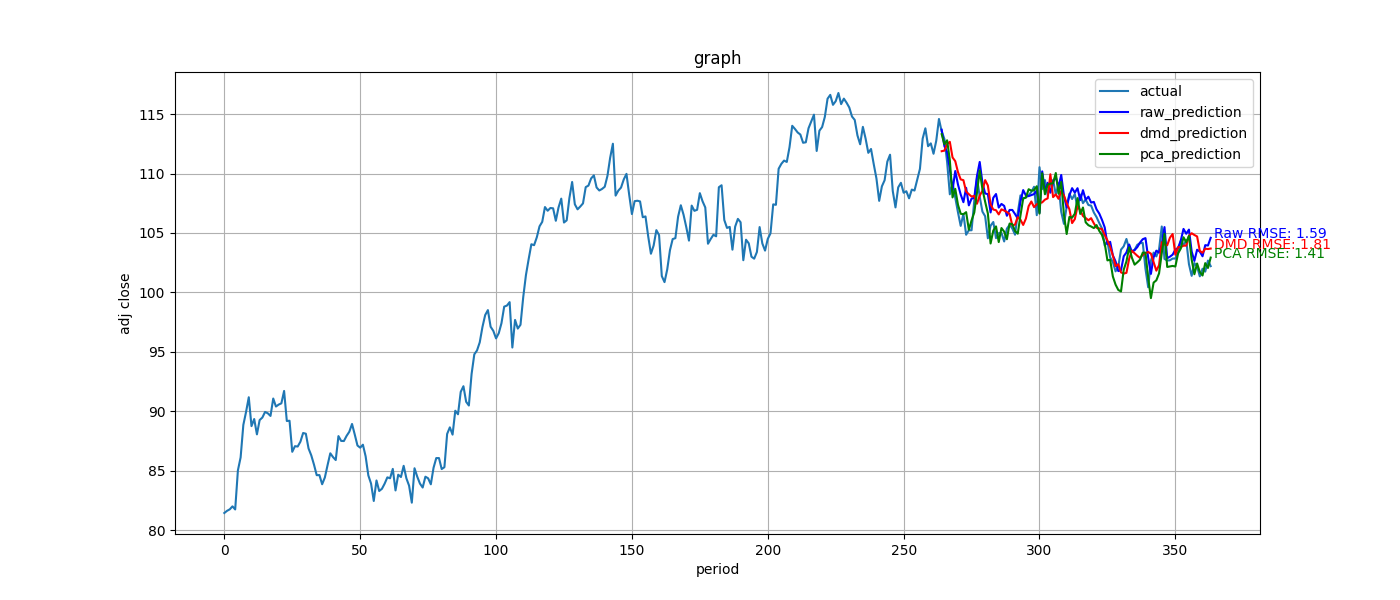 graph
actual
raw_prediction
dmd_prediction
pca_prediction
115
110
105
100
95
90
85
80
adj close
Raw RMSE: 1.59
DMD RMSE: 1.81
PCA RMSE: 1.41
0 50 100 150 200 250 300 350
period